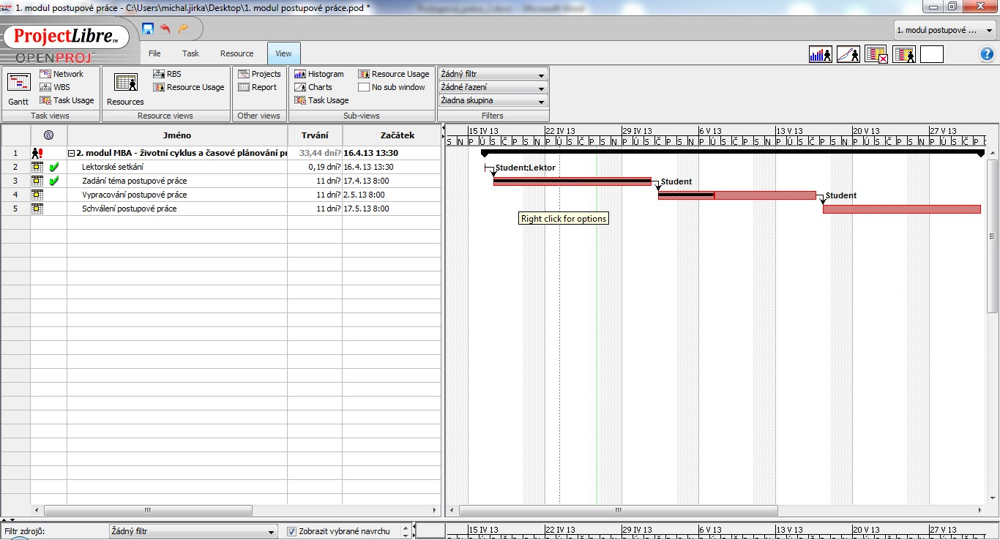 1. modul postupové práce - C:\Users\michal.jirka\Desktop\1. modul postupové práce.pod *
ProjectLibre™
OPENPROJ
1. modul postupové ...
File Task Resource View
Gantt
Network
WBS
Task Usage
Task views
Resources
RBS
Resource Usage
Resource views
Projects
Report
Other views
Histogram
Charts
Task Usage
Resource Usage
No sub window
Sub-views
Žádný filtr
Žádné řazení
Žiadna skupina
Filters
Jméno Trvání Začátek
1 2. modul MBA - životní cyklus a časové plánování pr 33,44 dní? 16.4.13 13:30
2 Lektorské setkání 0,19 dní? 16.4.13 13:30
3 Zadání téma postupové práce 11 dní? 17.4.13 8:00
4 Vypracování postupové práce 11 dní? 2.5.13 8:00
5 Schválení postupové práce 11 dní? 17.5.13 8:00
15 IV 13 22 IV 13 29 IV 13 6 V 13 13 V 13 20 V 13 27 V 13
S N P Ú S Č P S N P Ú S Č P S N P Ú S Č P S N P Ú S Č P S N P Ú S Č P S N P Ú S Č P S N P Ú S Č P
Student;Lektor
Student
Student
Right click for options
Filtr zdrojů: Žádný filtr Zobrazit vybrané navrchu
15 IV 13 22 IV 13 29 IV 13 6 V 13 13 V 13 20 V 13 27 V 13